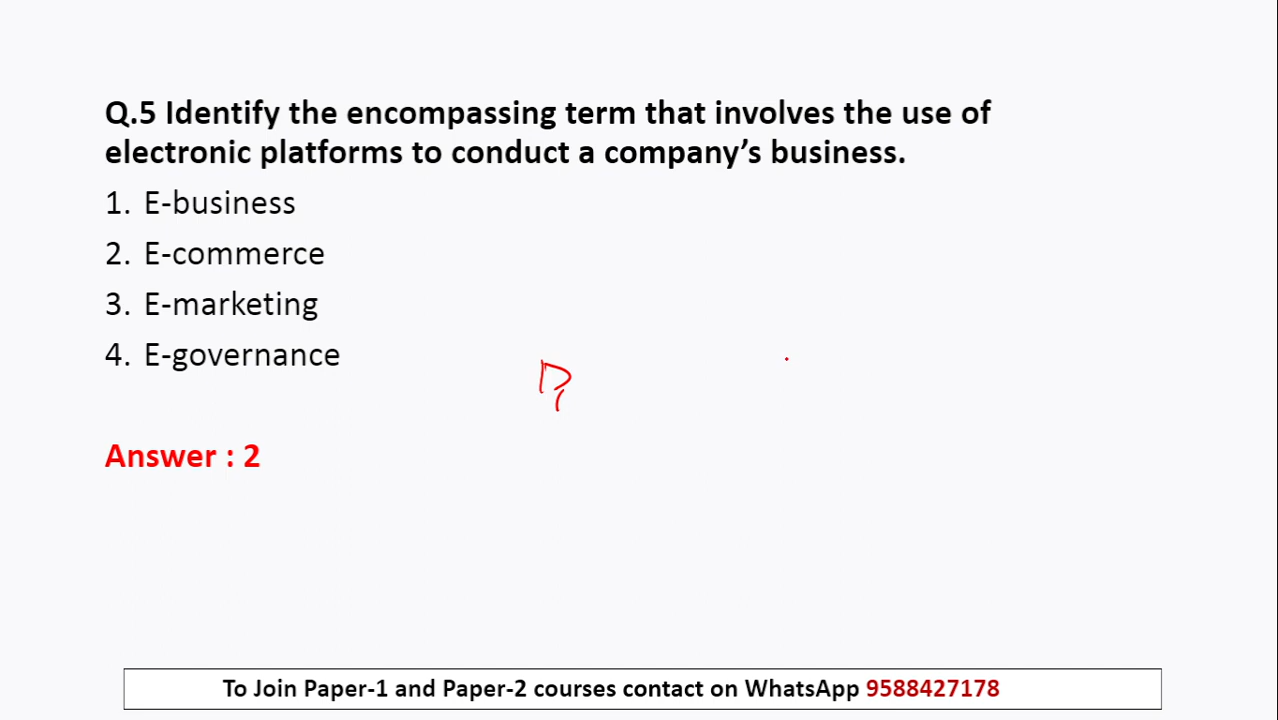 Q.5 Identify the encompassing term that involves the use of
electronic platforms to conduct a company’s business.
1. E-business
2. E-commerce
3. E-marketing
4. E-governance
Answer : 2
To Join Paper-1 and Paper-2 courses contact on WhatsApp 9588427178